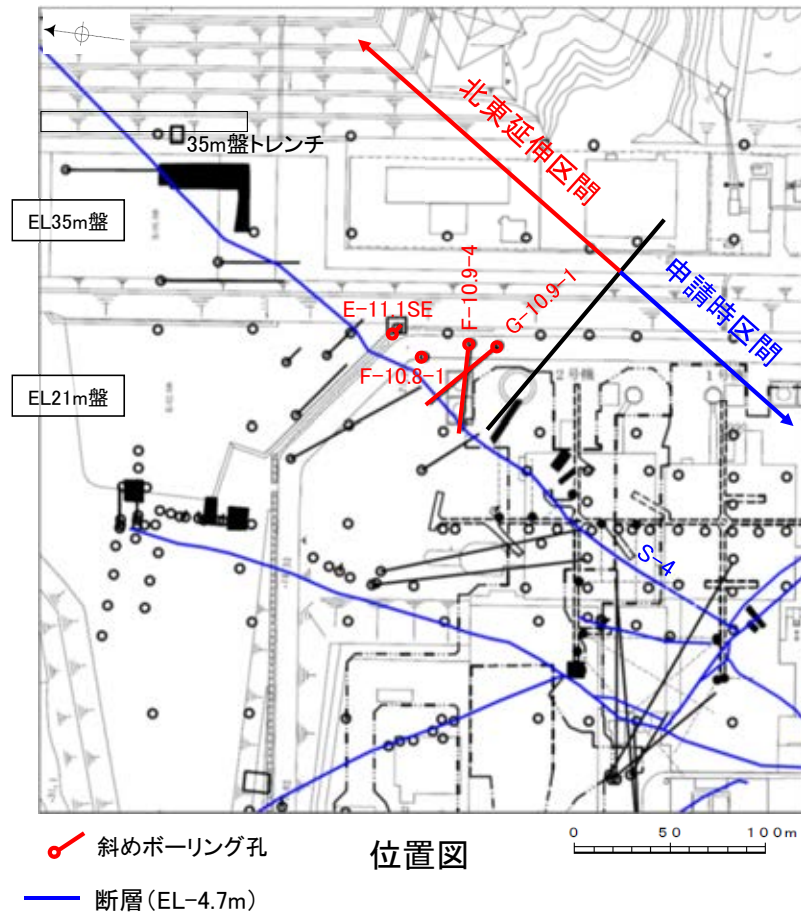 北東延伸区間
35m盤トレンチ
EL35m盤
申請時区間
E-11.1SE
F-10.9-4
G-10.9-1
F-10.8-1
EL21m盤
2号機
S-4
斜めボーリング孔
位置図
0 50 100m
断層(EL-4.7m)